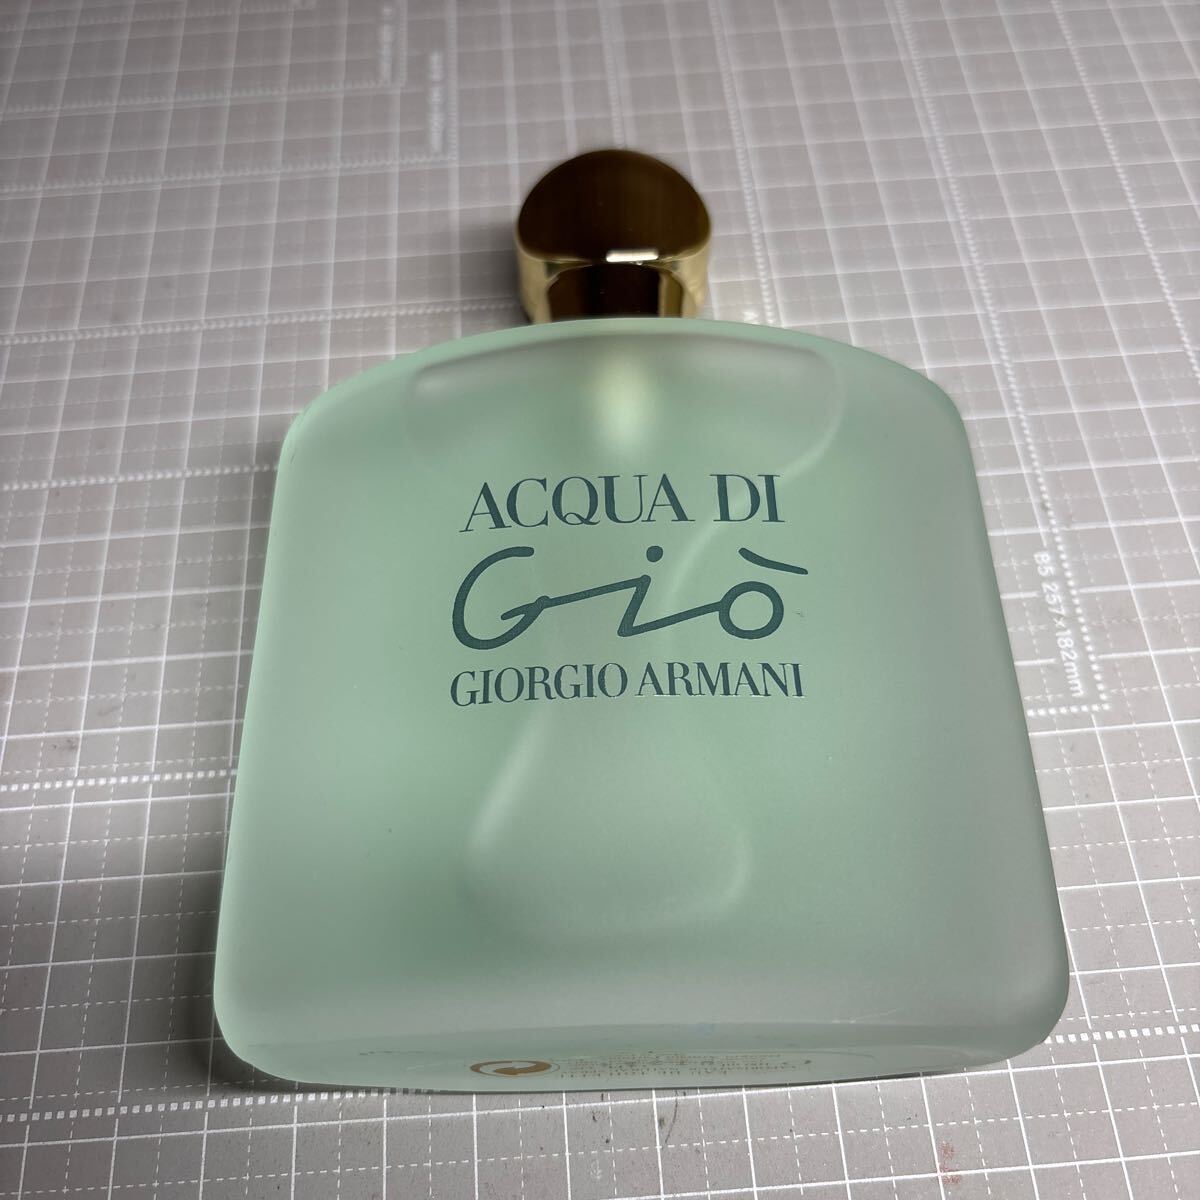 ACQUA DI
Giò
GIORGIO ARMANI
B5 257×182mm